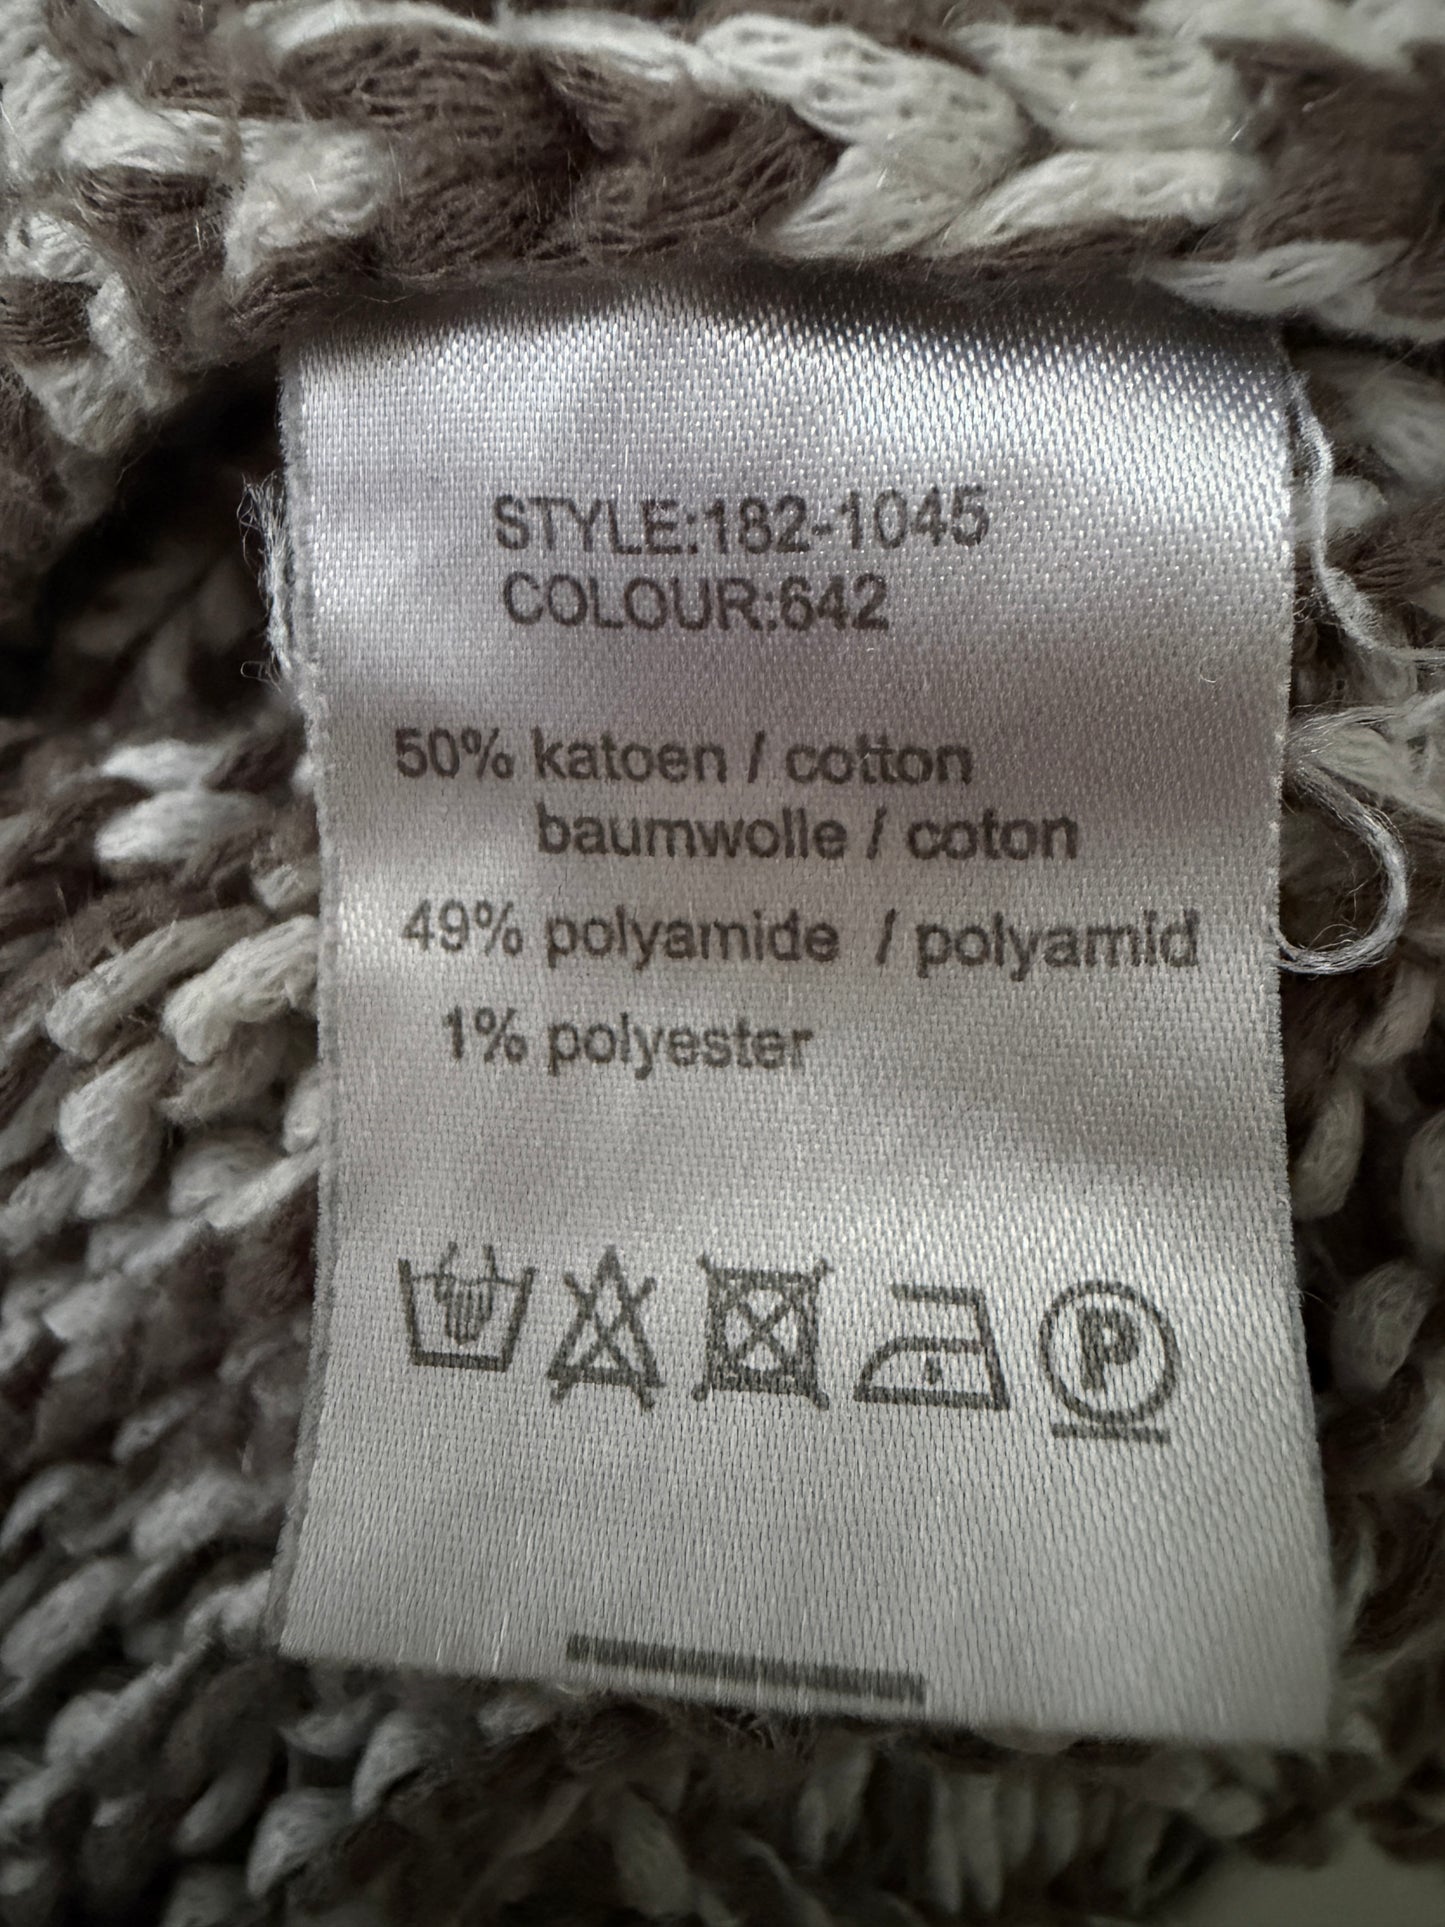 STYLE:182-1045
COLOUR:642
50% katoen / cotton
baumwolle / coton
49% polyamide / polyamid
1% polyester
P